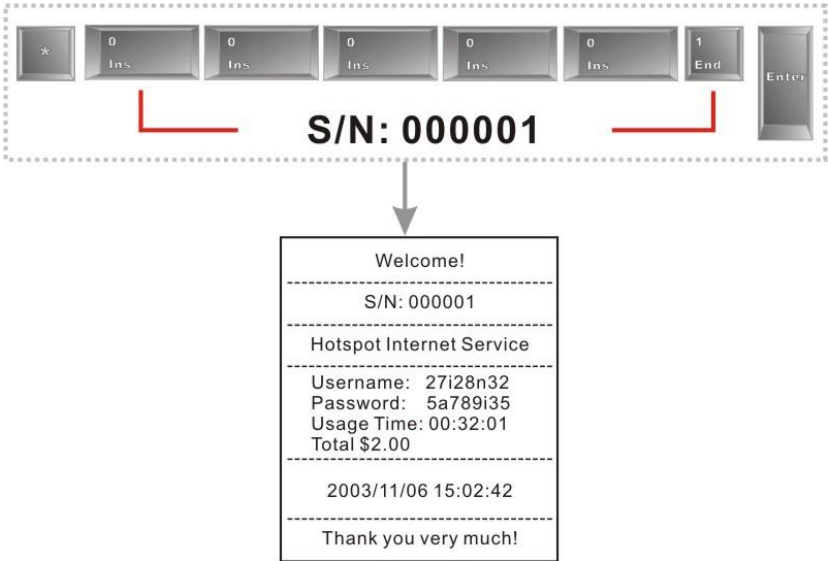 * 0 0 0 0 0 1
Ins Ins Ins Ins Ins End Enter
S/N: 000001
Welcome!
S/N: 000001
Hotspot Internet Service
Username: 27i28n32
Password: 5a789i35
Usage Time: 00:32:01
Total $2.00
2003/11/06 15:02:42
Thank you very much!